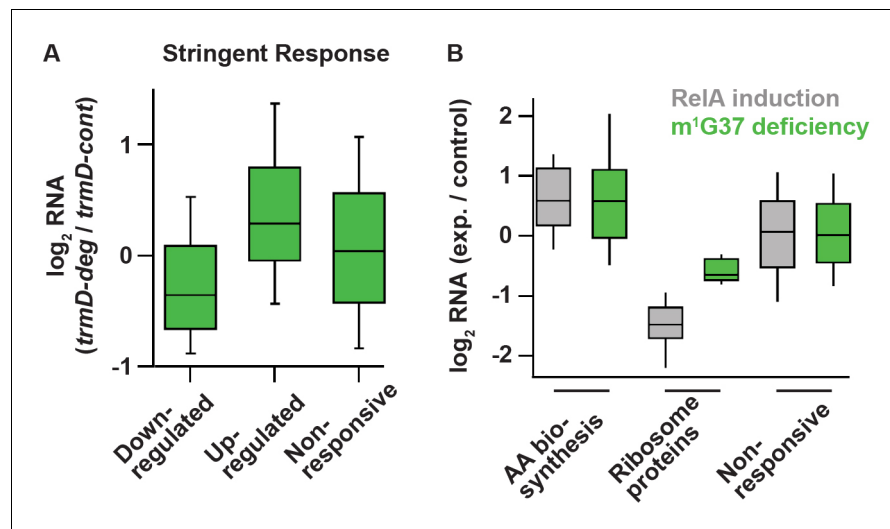 A
Stringent Response
log₂ RNA
(trmD-deg / trmD-cont)
1
0
-1
Down-
regulated
Up-
regulated
Non-
responsive
B
RelA induction
m¹G37 deficiency
log₂ RNA (exp. / control)
2
1
0
-1
-2
AA bio-
synthesis
Ribosome
proteins
Non-
responsive